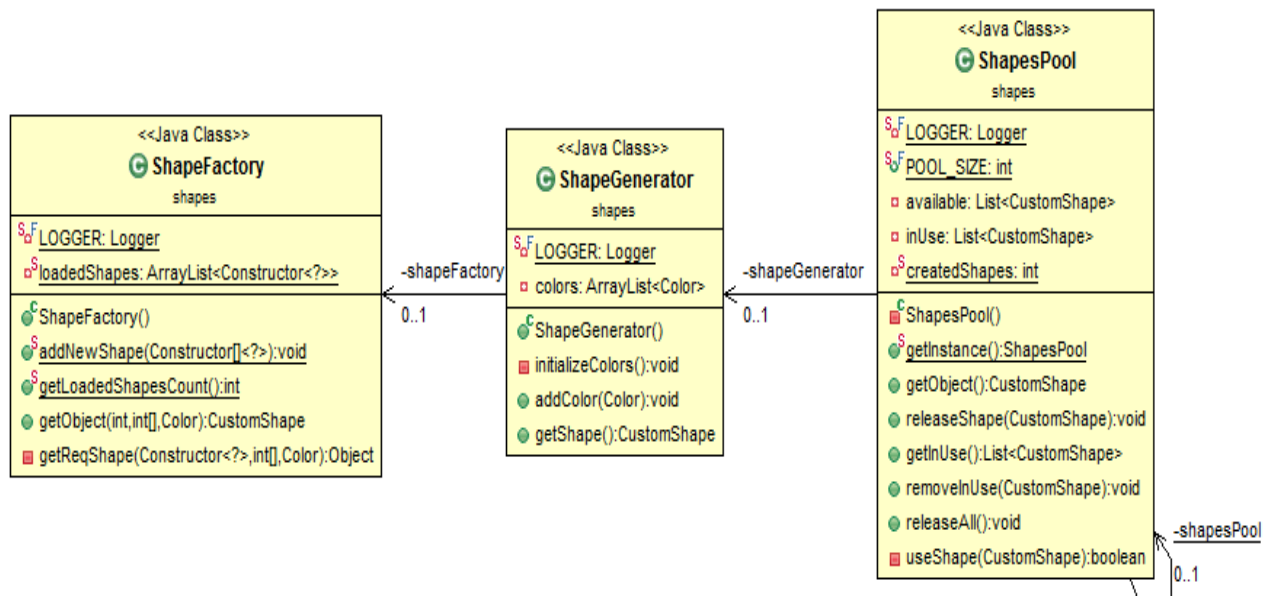 <<Java Class>>
ShapeFactory
shapes
LOGGER: Logger
loadedShapes: ArrayList<Constructor<?>>
ShapeFactory()
addNewShape(Constructor[]<?>):void
getLoadedShapesCount():int
getObject(int,int[],Color):CustomShape
getReqShape(Constructor<?>,int[],Color):Object
-shapeFactory
0..1
<<Java Class>>
ShapeGenerator
shapes
LOGGER: Logger
colors: ArrayList<Color>
ShapeGenerator()
initializeColors():void
addColor(Color):void
getShape():CustomShape
-shapeGenerator
0..1
<<Java Class>>
ShapesPool
shapes
LOGGER: Logger
POOL_SIZE: int
available: List<CustomShape>
inUse: List<CustomShape>
createdShapes: int
ShapesPool()
getInstance():ShapesPool
getObject():CustomShape
releaseShape(CustomShape):void
getInUse():List<CustomShape>
removeInUse(CustomShape):void
releaseAll():void
useShape(CustomShape):boolean
-shapesPool
0..1